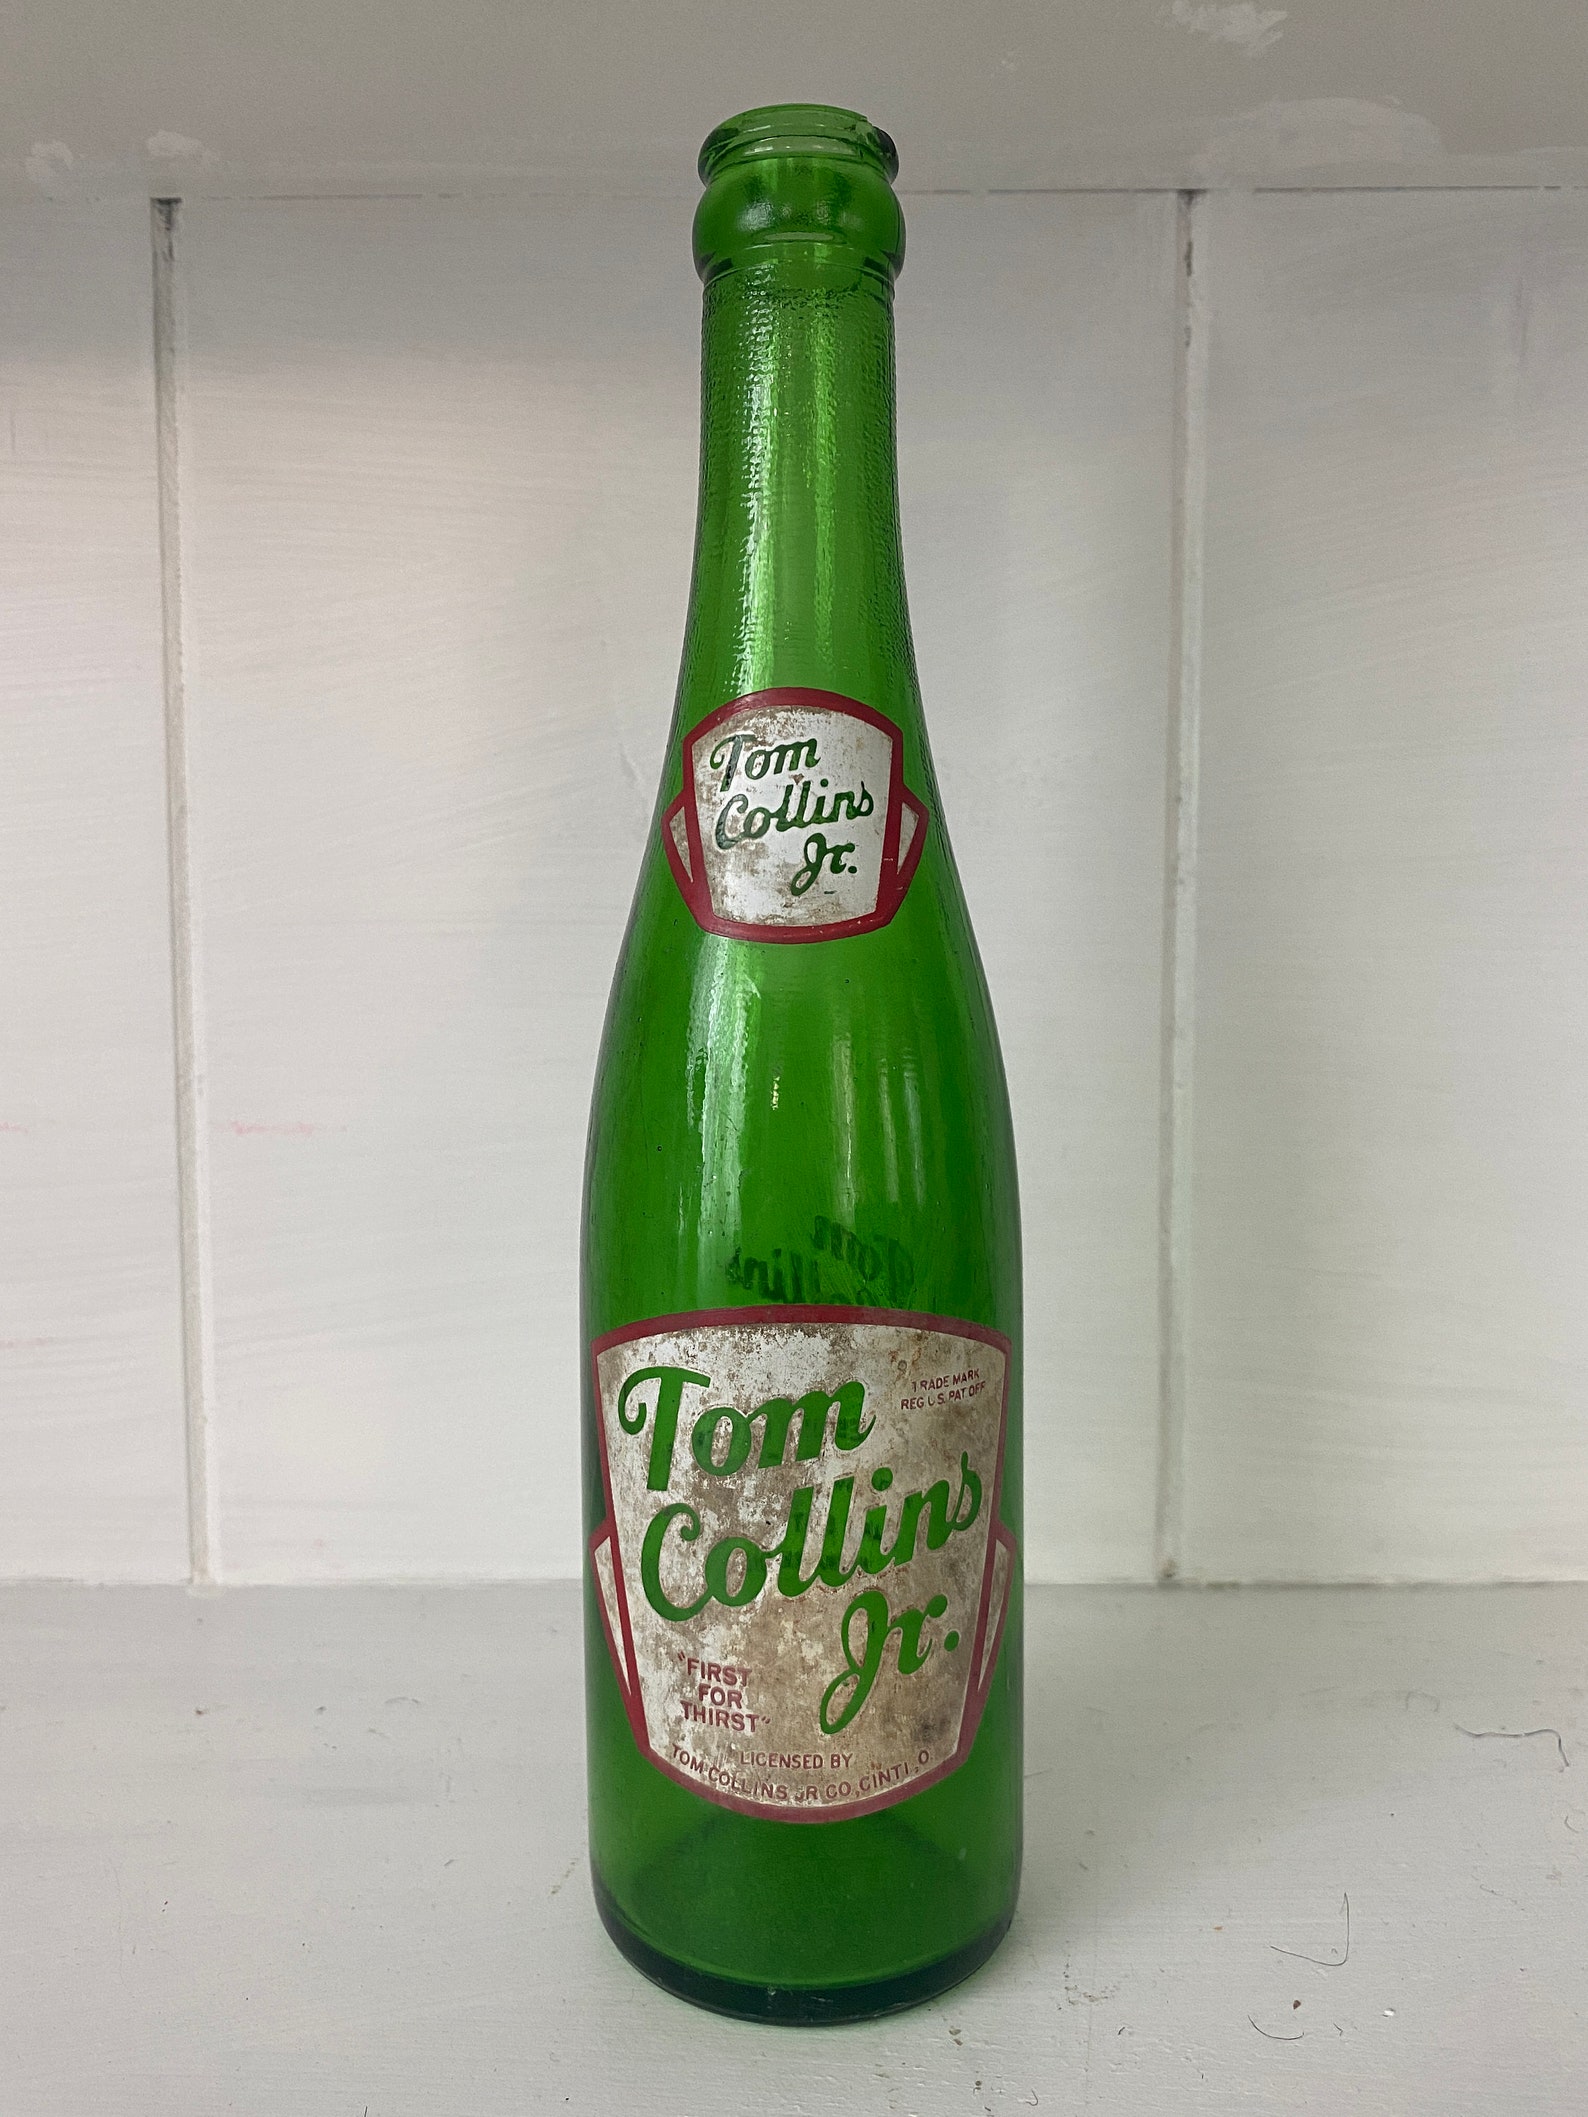 Tom
Collins
Jr.
Tom
TRADE MARK
REG U S. PAT OFF
Collins
Jr.
"FIRST
FOR
THIRST"
LICENSED BY
TOM COLLINS JR CO, CINTI, O.